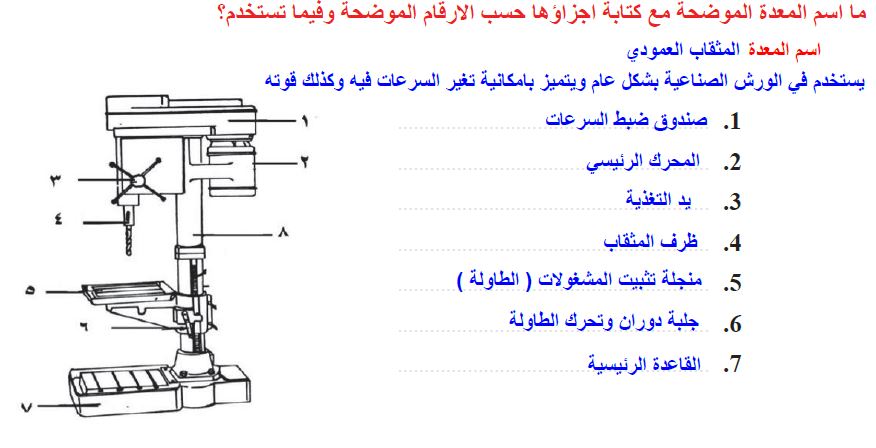 ما اسم المعدة الموضحة مع كتابة اجزاؤها حسب الارقام الموضحة وفيما تستخدم؟
اسم المعدة المثقاب العمودي
يستخدم في الورش الصناعية بشكل عام ويتميز بامكانية تغير السرعات فيه وكذلك قوته
1. صندوق ضبط السرعات
2. المحرك الرئيسي
3. يد التغذية
4. ظرف المثقاب
5. منجلة تثبيت المشغولات ( الطاولة )
6. جلبة دوران وتحرك الطاولة
7. القاعدة الرئيسية
١
٢
٣
٤
٨
٥
٦
٧